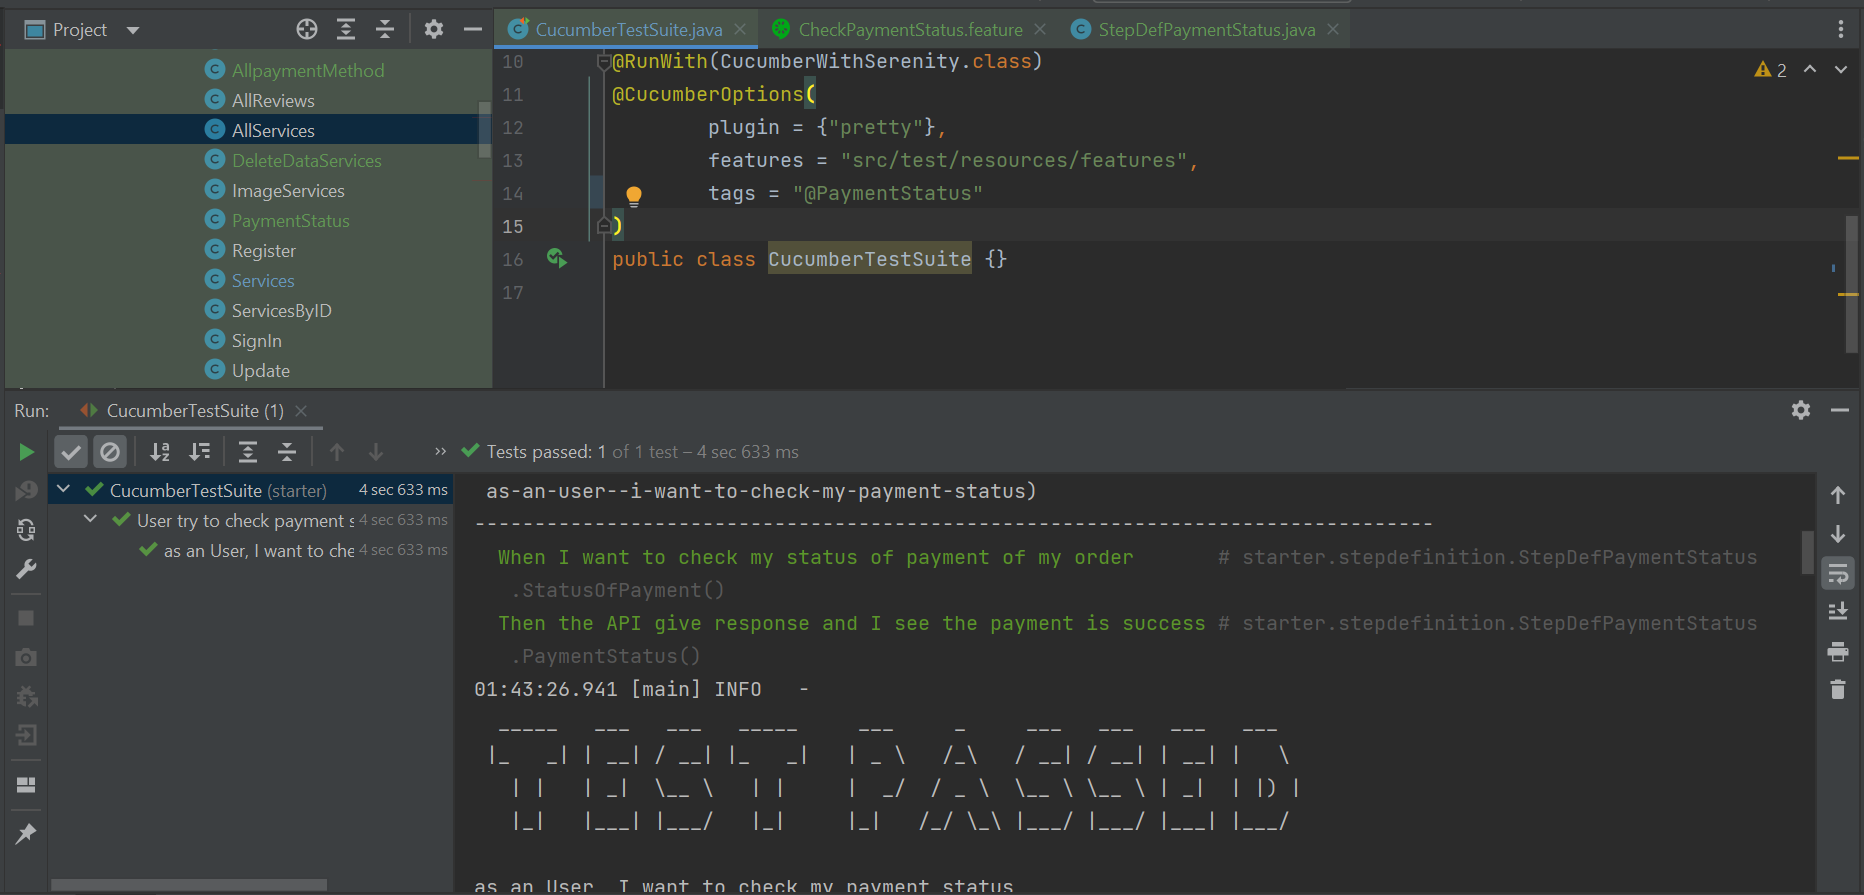 Project
CucumberTestSuite.java
CheckPaymentStatus.feature
StepDefPaymentStatus.java
AllpaymentMethod
AllReviews
AllServices
DeleteDataServices
ImageServices
PaymentStatus
Register
Services
ServicesByID
SignIn
Update
10 @RunWith(CucumberWithSerenity.class)
11 @CucumberOptions(
12 plugin = {"pretty"},
13 features = "src/test/resources/features",
14 tags = "@PaymentStatus"
15 )
16 public class CucumberTestSuite {}
17
2
Run: CucumberTestSuite (1)
Tests passed: 1 of 1 test – 4 sec 633 ms
CucumberTestSuite (starter) 4 sec 633 ms
User try to check payment s 4 sec 633 ms
as an User, I want to che 4 sec 633 ms
as-an-user--i-want-to-check-my-payment-status)
--------------------------------------------------------------------------------
When I want to check my status of payment of my order # starter.stepdefinition.StepDefPaymentStatus
.StatusOfPayment()
Then the API give response and I see the payment is success # starter.stepdefinition.StepDefPaymentStatus
.PaymentStatus()
01:43:26.941 [main] INFO -
TEST PASSED
as an User, I want to check my payment status